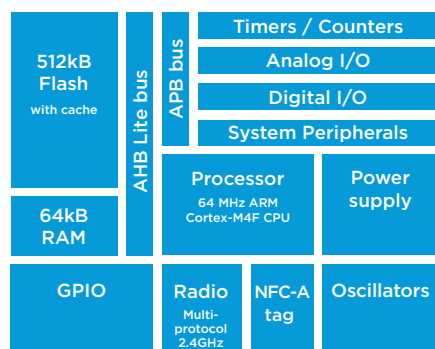 512kB
Flash
with cache
64kB
RAM
AHB Lite bus
APB bus
Timers / Counters
Analog I/O
Digital I/O
System Peripherals
Processor
64 MHz ARM
Cortex-M4F CPU
Power
supply
GPIO
Radio
Multi-
protocol
2.4GHz
NFC-A
tag
Oscillators